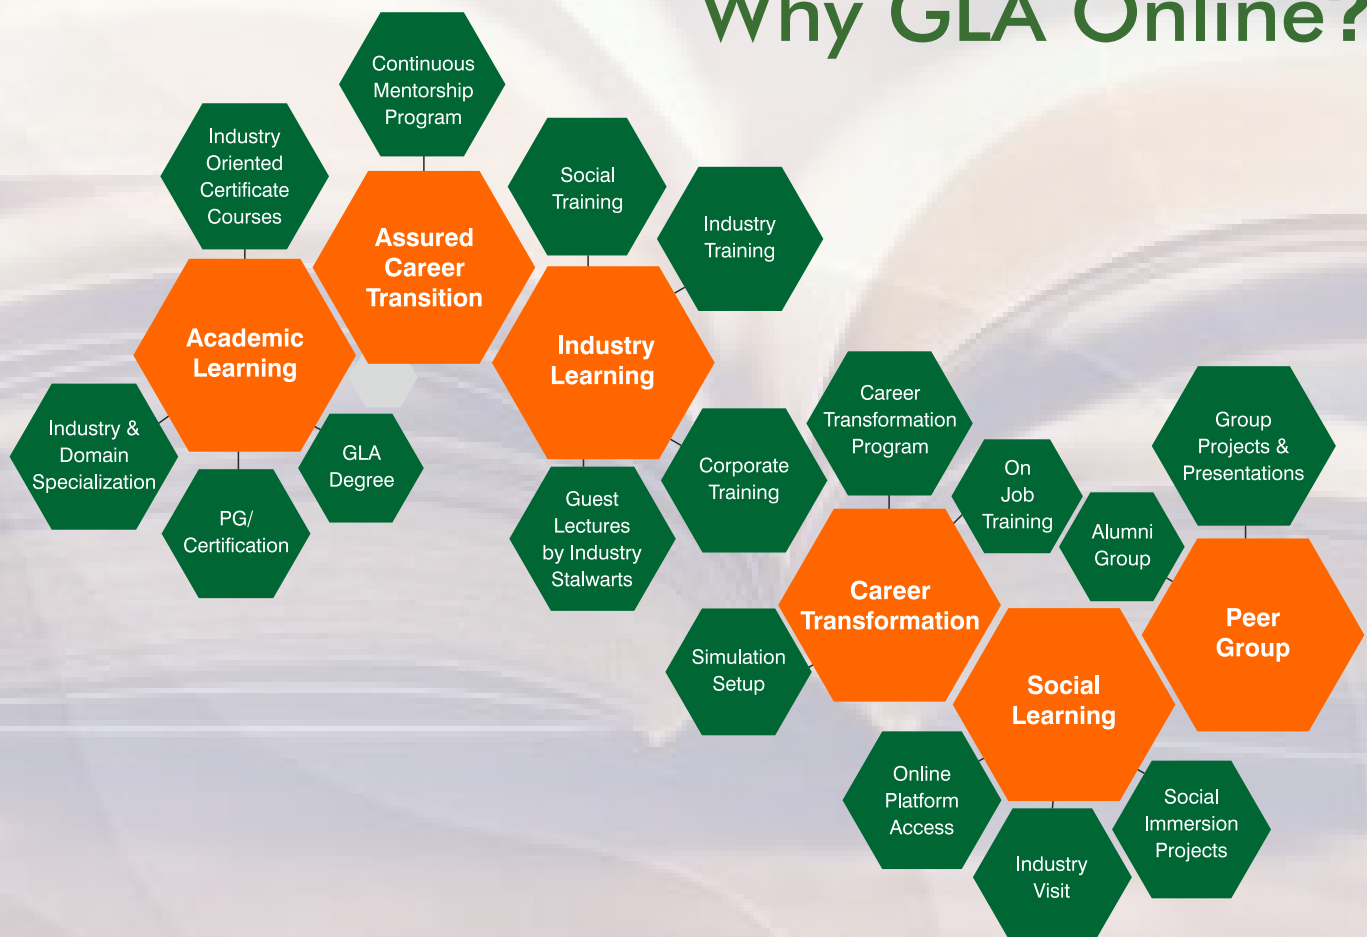 Why GLA Online?
Continuous
Mentorship
Program
Industry
Oriented
Certificate
Courses
Assured
Career
Transition
Social
Training
Industry
Training
Academic
Learning
Industry
Learning
Industry &
Domain
Specialization
PG/
Certification
GLA
Degree
Guest
Lectures
by Industry
Stalwarts
Corporate
Training
Career
Transformation
Program
On
Job
Training
Alumni
Group
Group
Projects &
Presentations
Career
Transformation
Peer
Group
Simulation
Setup
Social
Learning
Online
Platform
Access
Industry
Visit
Social
Immersion
Projects